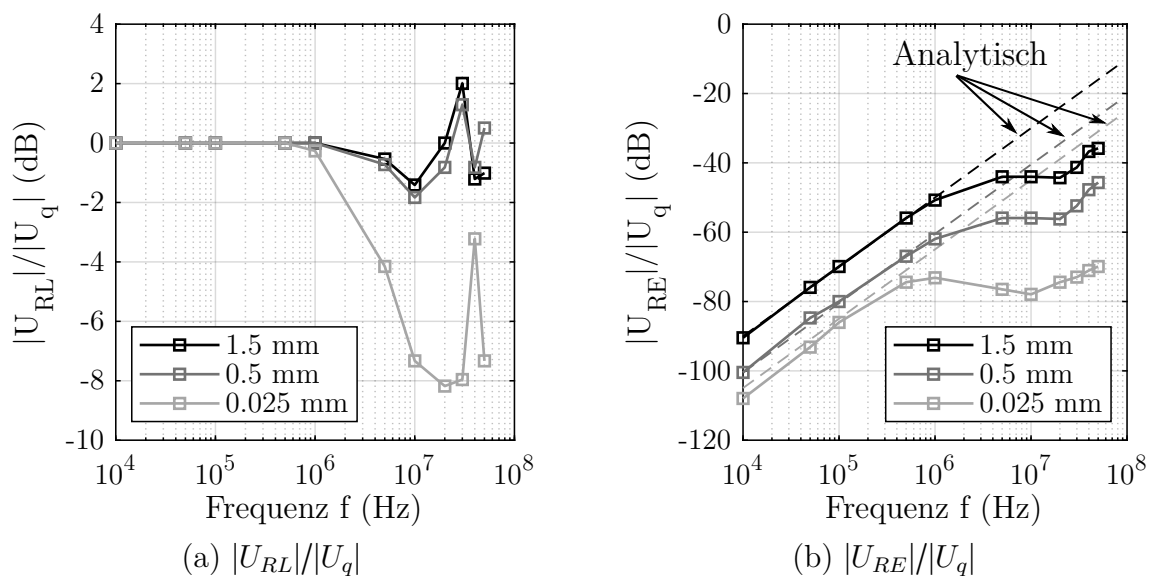 |U_RL|/|U_q| (dB)
4
2
0
-2
-4
-6
-8
-10
1.5 mm
0.5 mm
0.025 mm
10^4 10^5 10^6 10^7 10^8
Frequenz f (Hz)
(a) |U_RL|/|U_q|
|U_RE|/|U_q| (dB)
0
-20
-40
-60
-80
-100
-120
Analytisch
1.5 mm
0.5 mm
0.025 mm
10^4 10^5 10^6 10^7 10^8
Frequenz f (Hz)
(b) |U_RE|/|U_q|